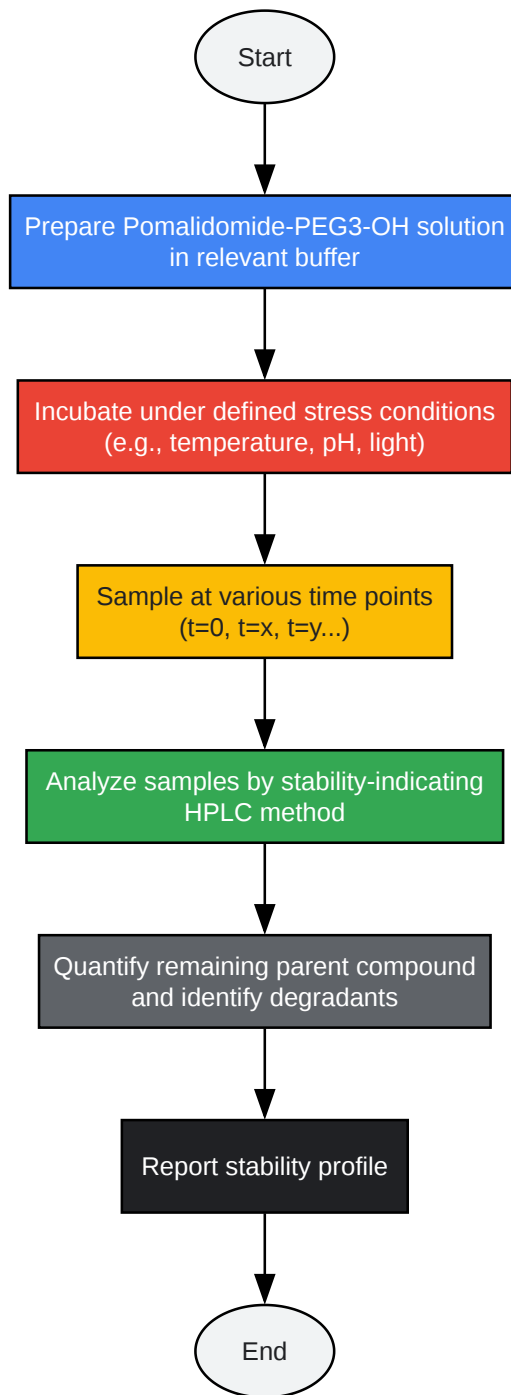 Start
Prepare Pomalidomide-PEG3-OH solution
in relevant buffer
Incubate under defined stress conditions
(e.g., temperature, pH, light)
Sample at various time points
(t=0, t=x, t=y...)
Analyze samples by stability-indicating
HPLC method
Quantify remaining parent compound
and identify degradants
Report stability profile
End